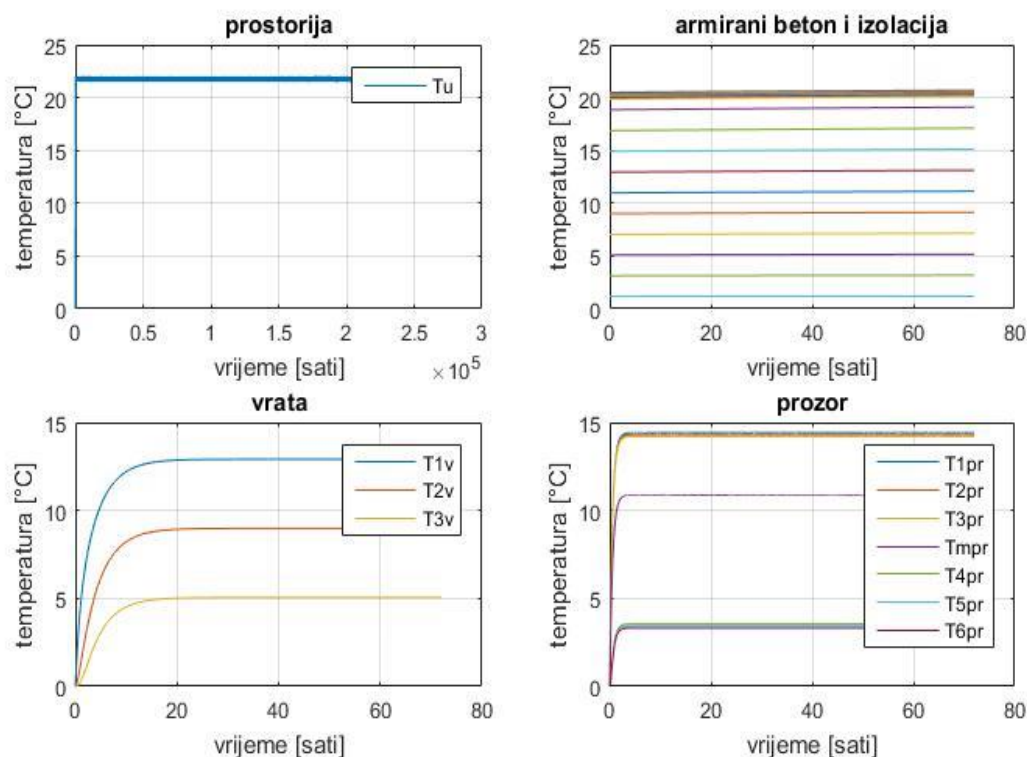 prostorija
temperatura [°C]
25
20
15
10
5
0
Tu
0 0.5 1 1.5 2 2.5 3
vrijeme [sati]
× 10^5
armirani beton i izolacija
temperatura [°C]
25
20
15
10
5
0
0 20 40 60 80
vrijeme [sati]
vrata
temperatura [°C]
15
10
5
0
T1v
T2v
T3v
0 20 40 60 80
vrijeme [sati]
prozor
temperatura [°C]
15
10
5
0
T1pr
T2pr
T3pr
Tmpr
T4pr
T5pr
T6pr
0 20 40 60 80
vrijeme [sati]